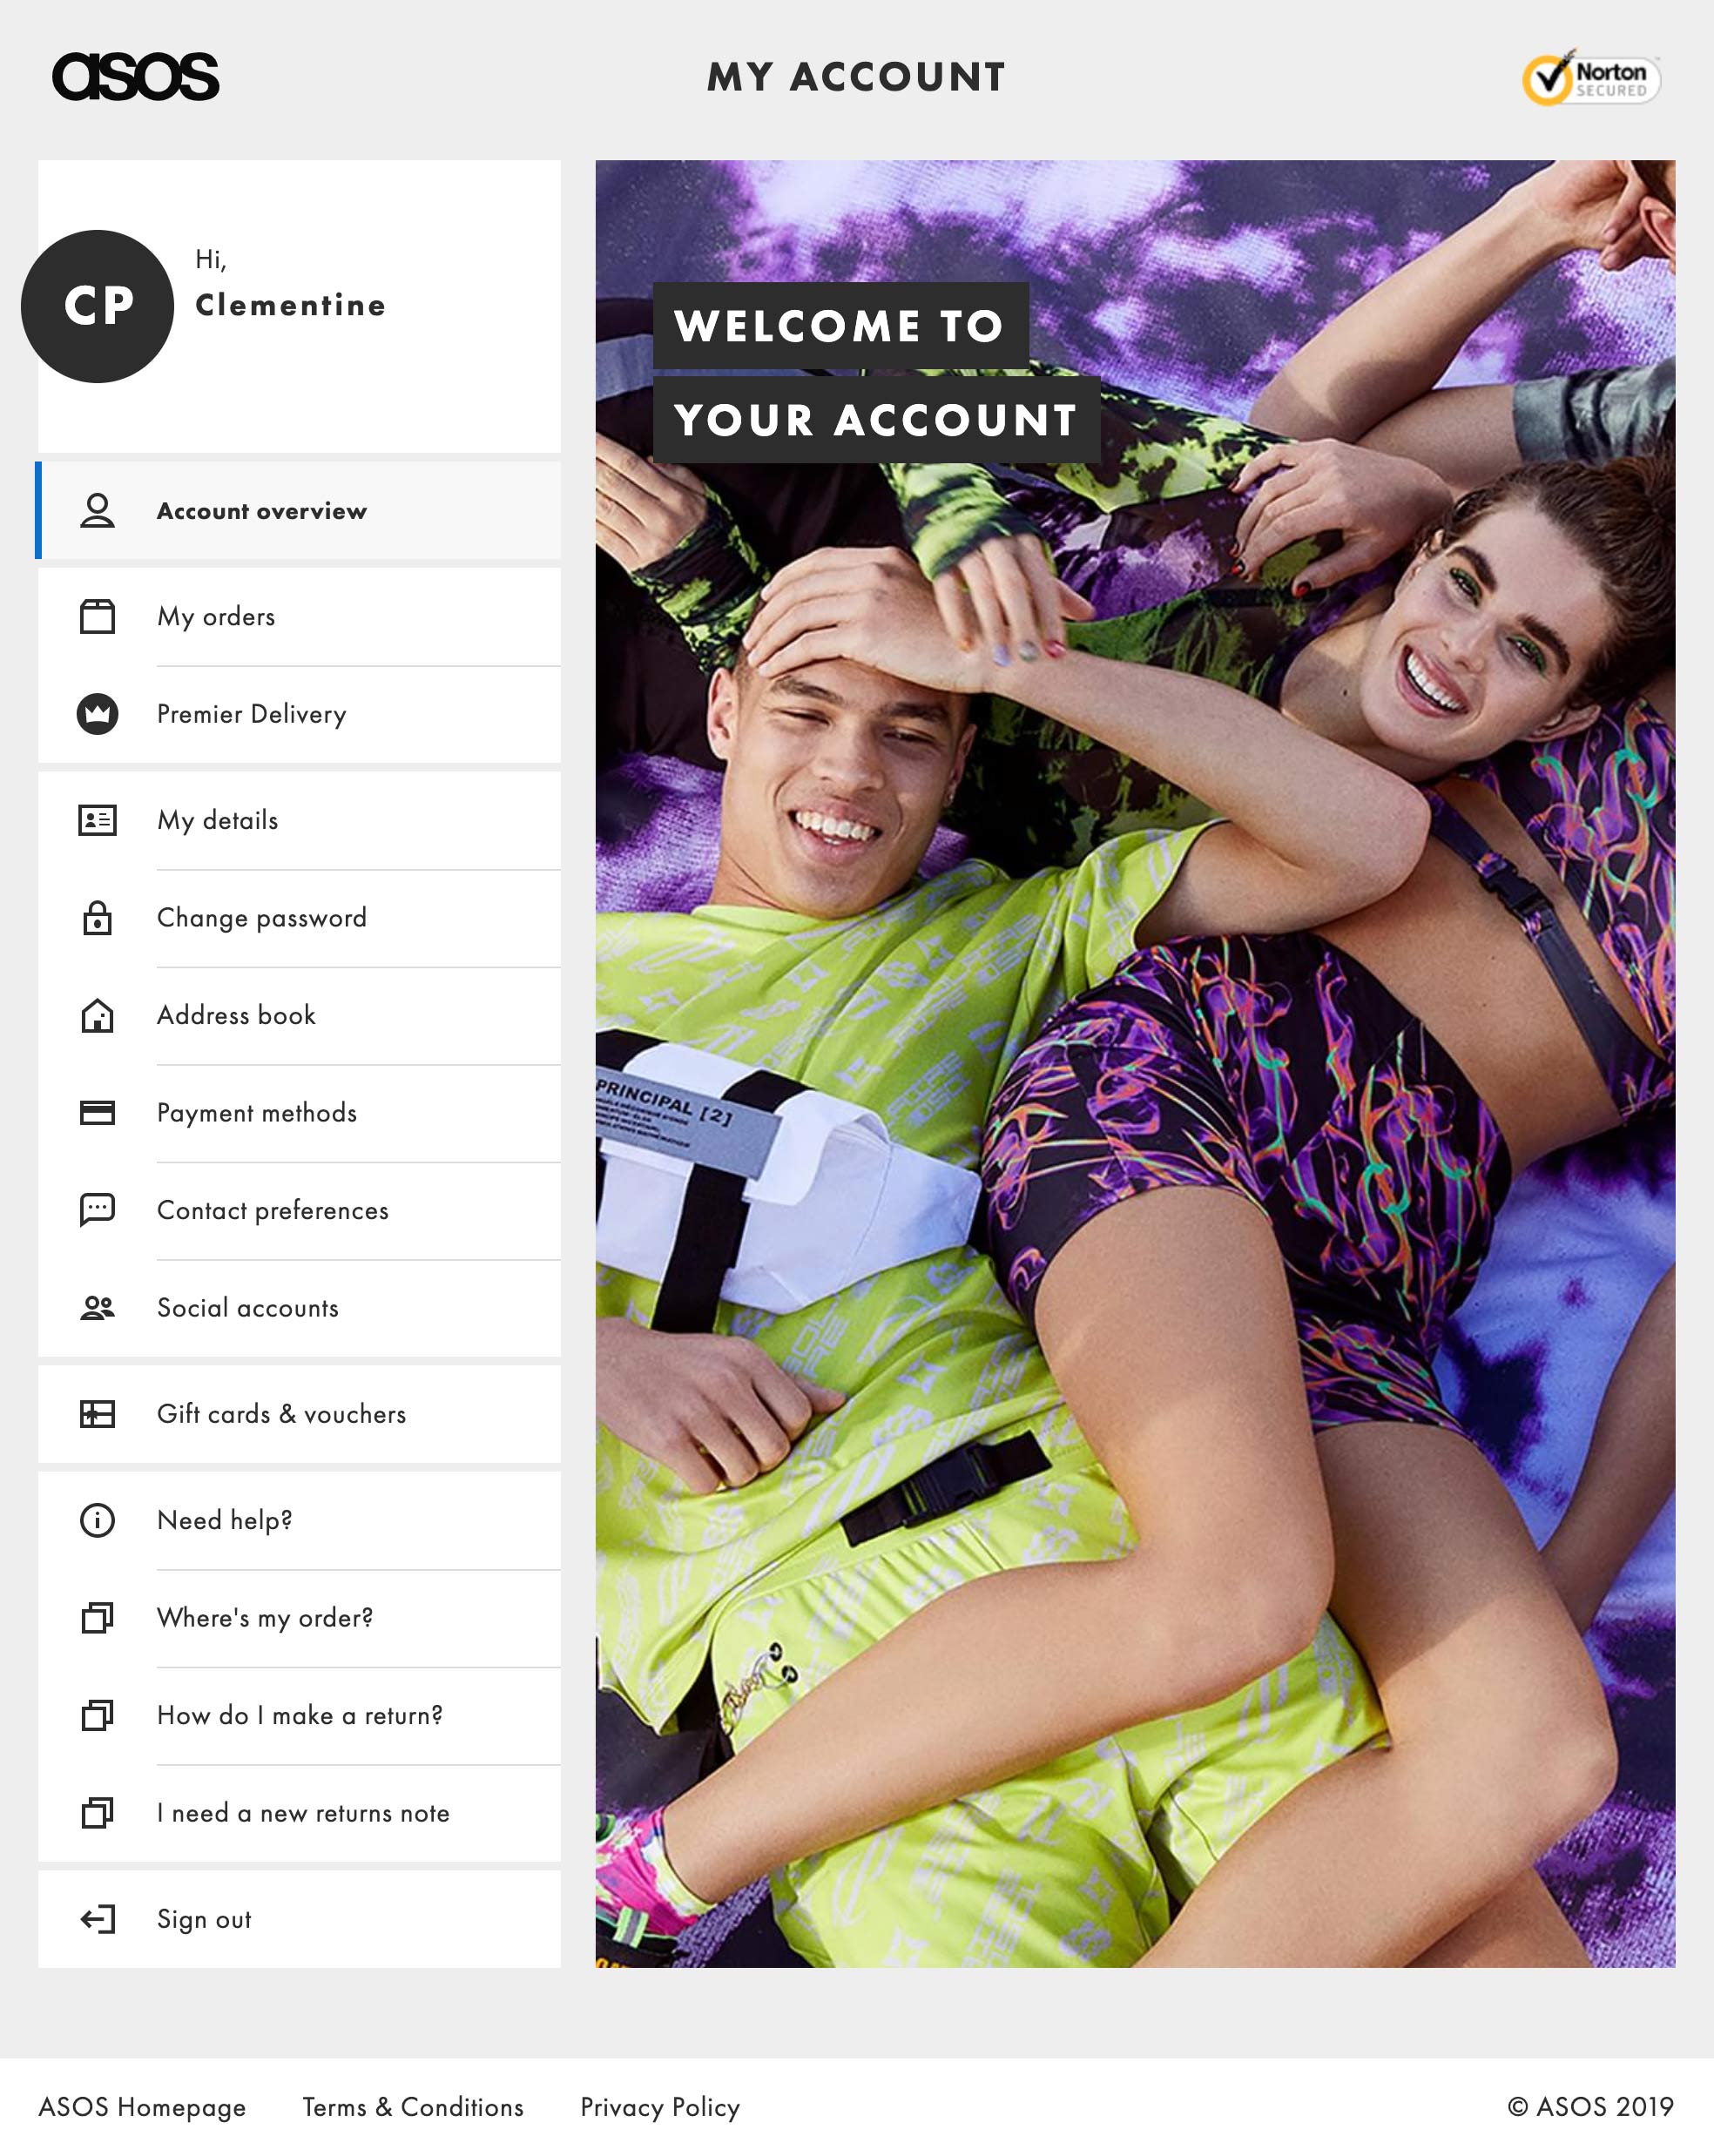 asos
MY ACCOUNT
Norton
SECURED
CP
Hi,
Clementine
Account overview
My orders
Premier Delivery
My details
Change password
Address book
Payment methods
Contact preferences
Social accounts
Gift cards & vouchers
Need help?
Where's my order?
How do I make a return?
I need a new returns note
Sign out
WELCOME TO
YOUR ACCOUNT
PRINCIPAL [2]
ASOS Homepage
Terms & Conditions
Privacy Policy
© ASOS 2019